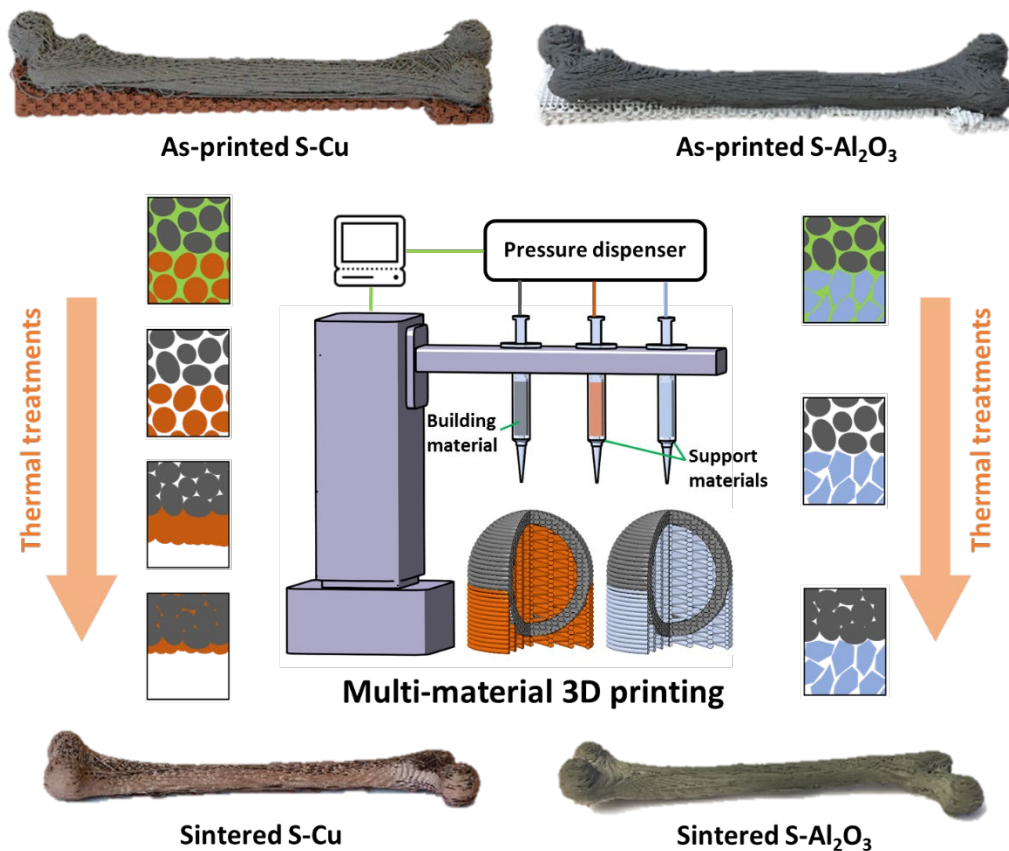 As-printed S-Cu
As-printed S-Al₂O₃
Pressure dispenser
Thermal treatments
Thermal treatments
Building
material
Support
materials
Multi-material 3D printing
Sintered S-Cu
Sintered S-Al₂O₃